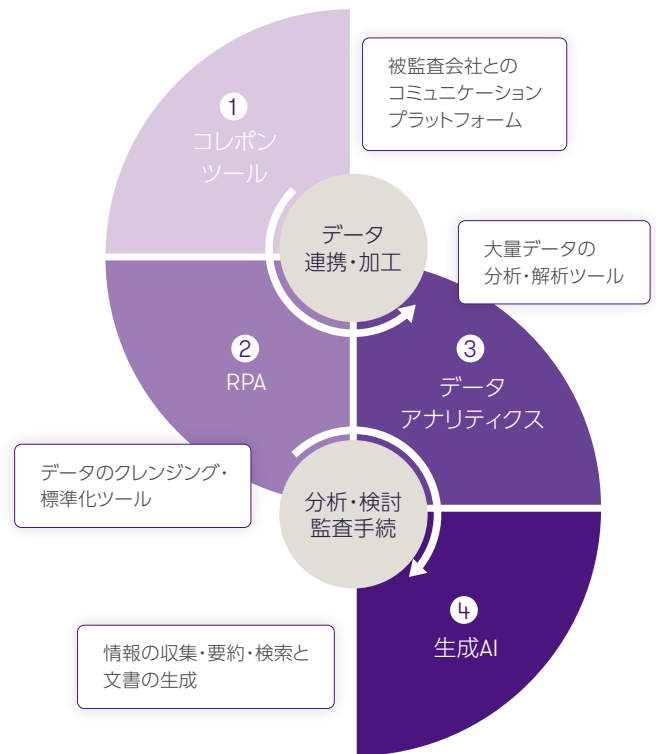 被監査会社との
コミュニケーション
プラットフォーム
1
コレポン
ツール
データ
連携・加工
大量データの
分析・解析ツール
2
RPA
3
データ
アナリティクス
データのクレンジング・
標準化ツール
分析・検討
監査手続
4
生成AI
情報の収集・要約・検索と
文書の生成